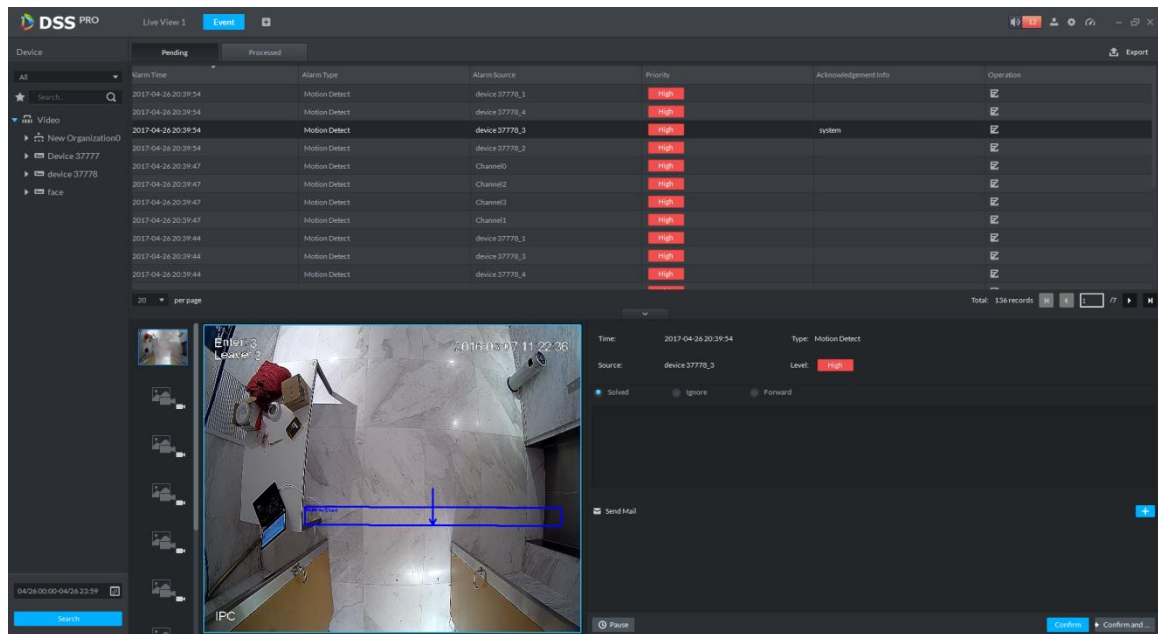 DSS PRO
Live View 1
Event
12
Device
Pending
Processed
Export
All
Alarm Time
Alarm Type
Alarm Source
Priority
Acknowledgement Info
Operation
Search..
2017-04-26 20:39:54 Motion Detect device 37778_1 High
2017-04-26 20:39:54 Motion Detect device 37778_4 High
Video
2017-04-26 20:39:54 Motion Detect device 37778_3 High system
New Organization0
2017-04-26 20:39:54 Motion Detect device 37778_2 High
Device 37777
2017-04-26 20:39:47 Motion Detect Channel0 High
device 37778
2017-04-26 20:39:47 Motion Detect Channel2 High
face
2017-04-26 20:39:47 Motion Detect Channel3 High
2017-04-26 20:39:47 Motion Detect Channel1 High
2017-04-26 20:39:44 Motion Detect device 37778_1 High
2017-04-26 20:39:44 Motion Detect device 37778_3 High
2017-04-26 20:39:44 Motion Detect device 37778_4 High
20 per page
Total: 136 records 1 /7
Enter: 3
Leave: 2
11:22:36
Time: 2017-04-26 20:39:54 Type: Motion Detect
Source: device 37778_3 Level: High
Solved Ignore Forward
Send Mail
IPC
04/26 00:00-04/26 23:59
Search
Pause
Confirm
Confirm and ...